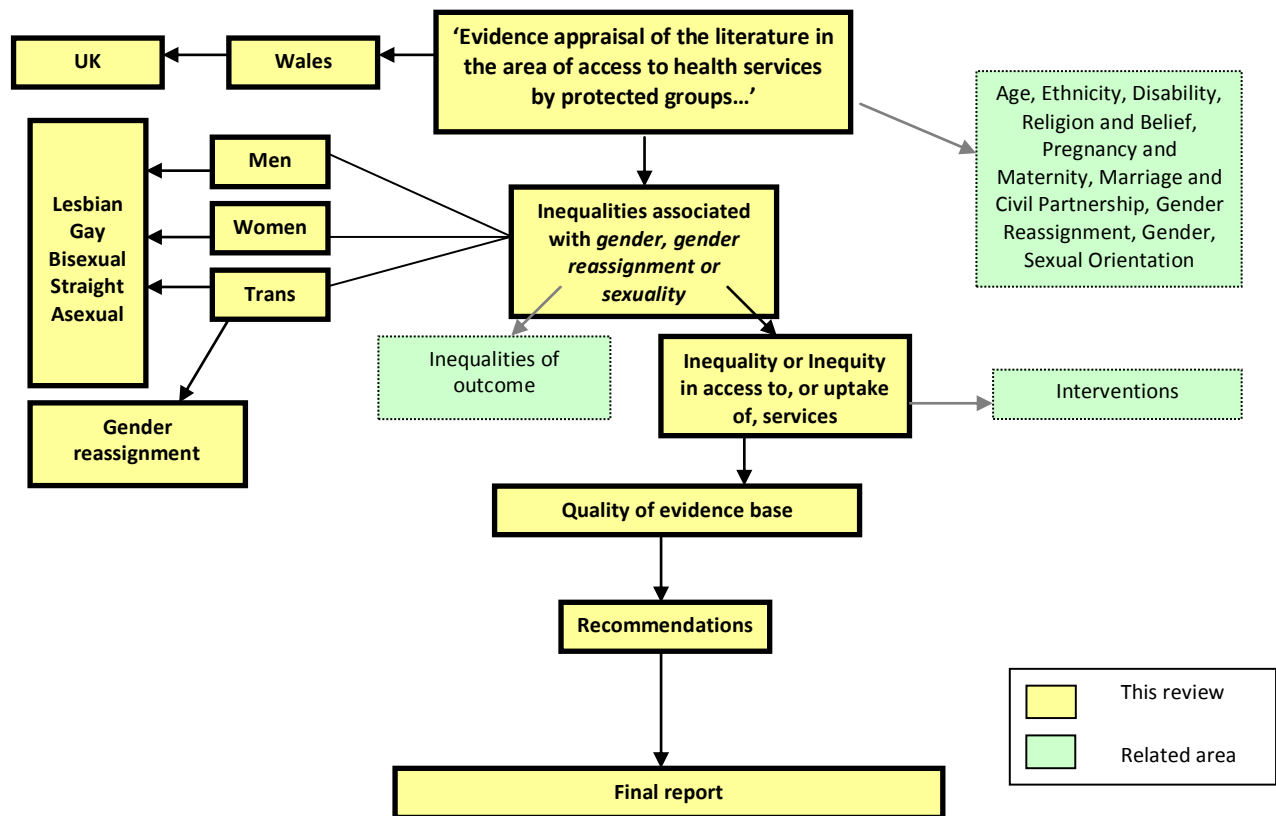 UK
Wales
‘Evidence appraisal of the literature in
the area of access to health services
by protected groups…’
Age, Ethnicity, Disability,
Religion and Belief,
Pregnancy and
Maternity, Marriage and
Civil Partnership, Gender
Reassignment, Gender,
Sexual Orientation
Men
Women
Trans
Lesbian
Gay
Bisexual
Straight
Asexual
Gender
reassignment
Inequalities associated
with gender, gender
reassignment or
sexuality
Inequalities of
outcome
Inequality or Inequity
in access to, or uptake
of, services
Interventions
Quality of evidence base
Recommendations
Final report
This review
Related area